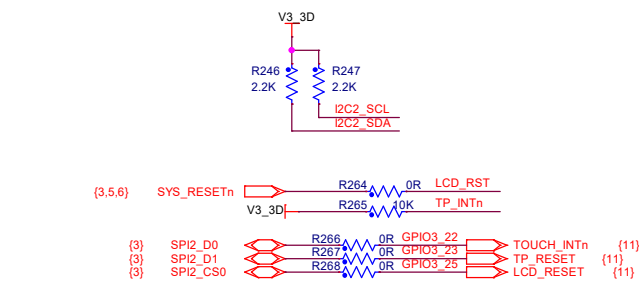 V3_3D
R246 R247
2.2K 2.2K
I2C2_SCL
I2C2_SDA
{3,5,6} SYS_RESETn R264 0R LCD_RST
V3_3D R265 10K TP_INTn
{3} SPI2_D0 R266 0R GPIO3_22 TOUCH_INTn {11}
{3} SPI2_D1 R267 0R GPIO3_23 TP_RESET {11}
{3} SPI2_CS0 R268 0R GPIO3_25 LCD_RESET {11}